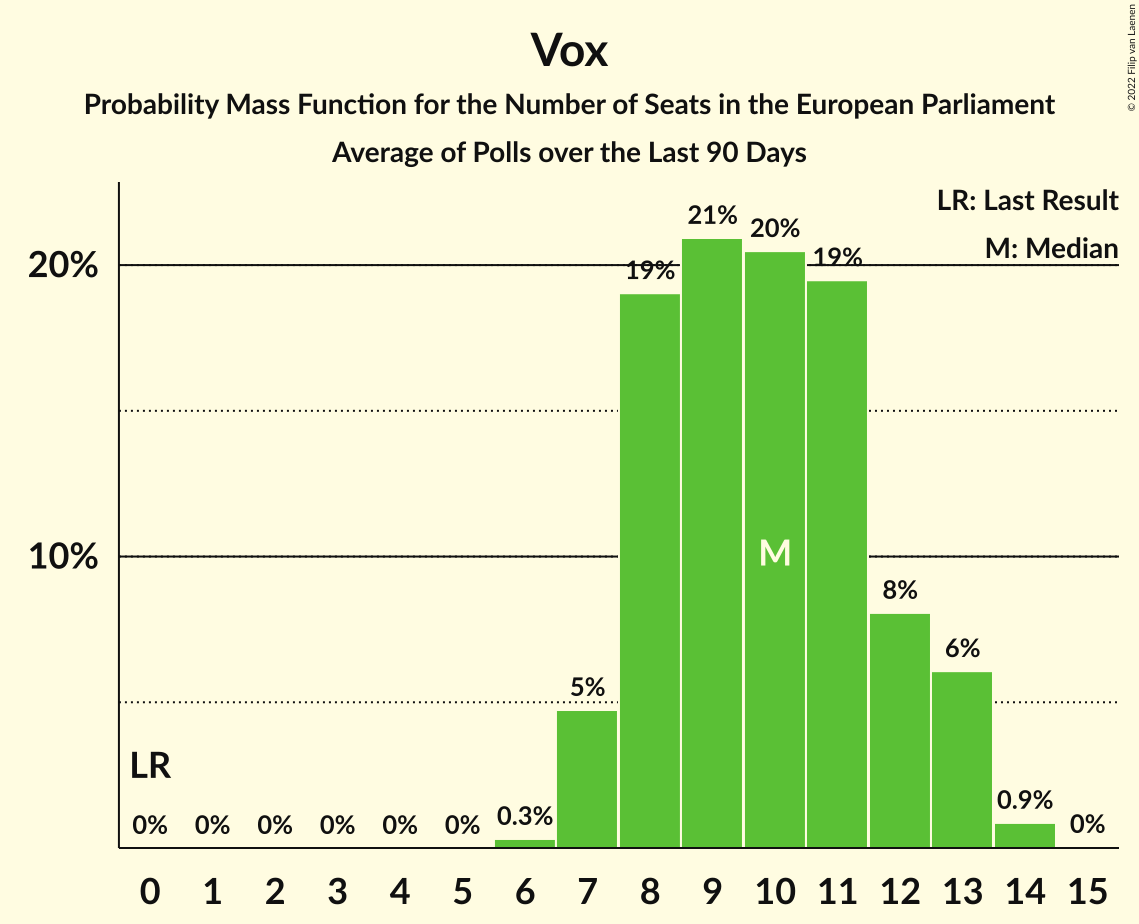 Vox
Probability Mass Function for the Number of Seats in the European Parliament
Average of Polls over the Last 90 Days
© 2022 Filip van Laenen
LR: Last Result
M: Median
20%
10%
LR
M
0% 0% 0% 0% 0% 0% 0.3% 5% 19% 21% 20% 19% 8% 6% 0.9% 0%
0 1 2 3 4 5 6 7 8 9 10 11 12 13 14 15